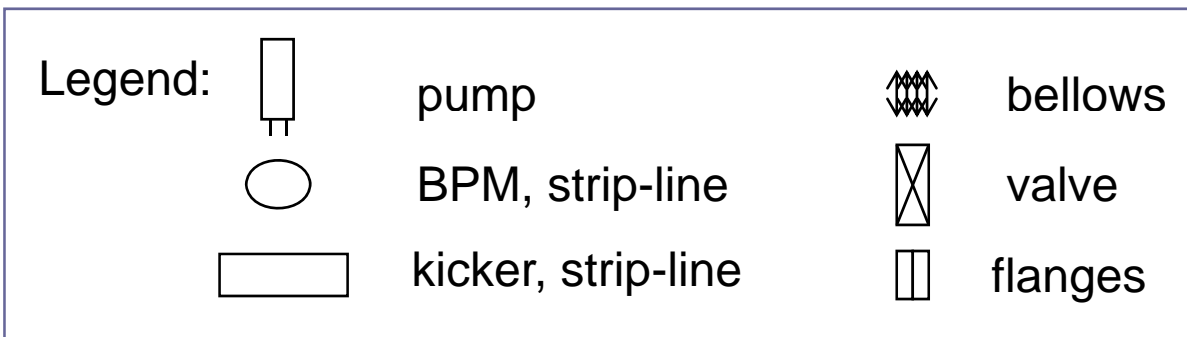 Legend:
pump
bellows
BPM, strip-line
valve
kicker, strip-line
flanges